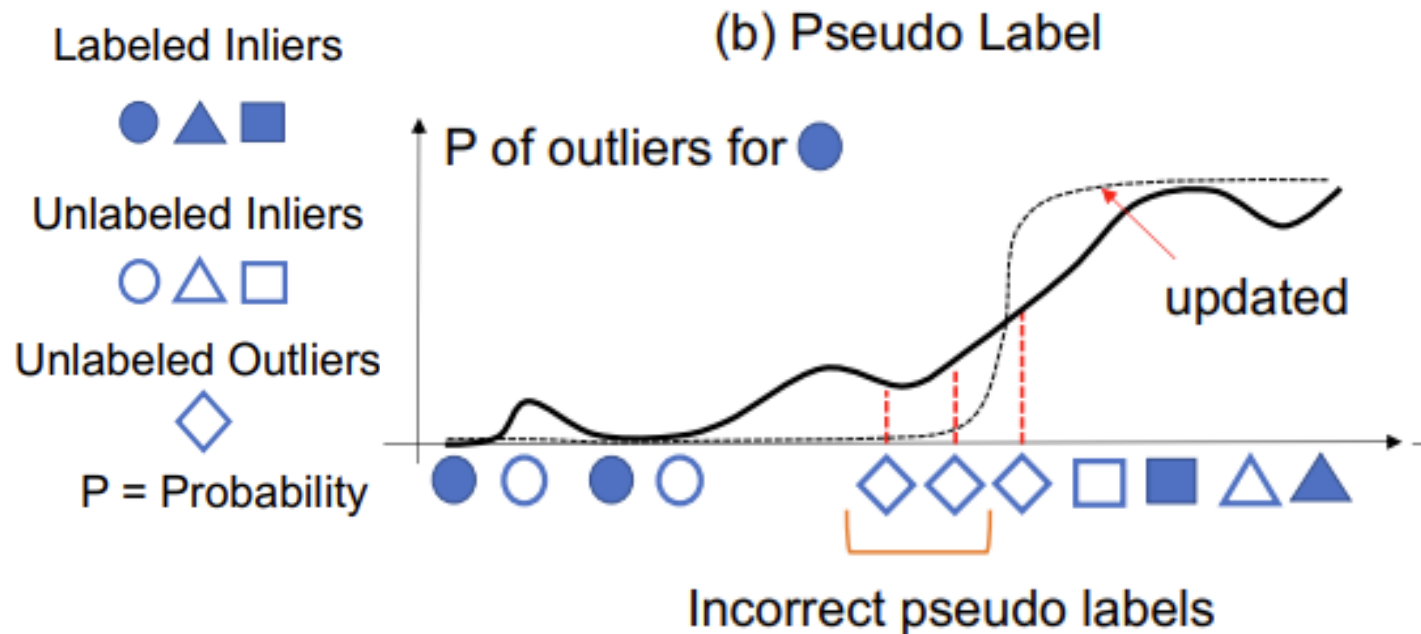 (b) Pseudo Label
Labeled Inliers
Unlabeled Inliers
Unlabeled Outliers
P = Probability
P of outliers for
updated
Incorrect pseudo labels